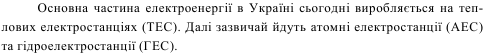 Основна частина електроенергії в Україні сьогодні виробляється на теп-
лових електростанціях (ТЕС). Далі зазвичай йдуть атомні електростанції (АЕС)
та гідроелектростанції (ГЕС).